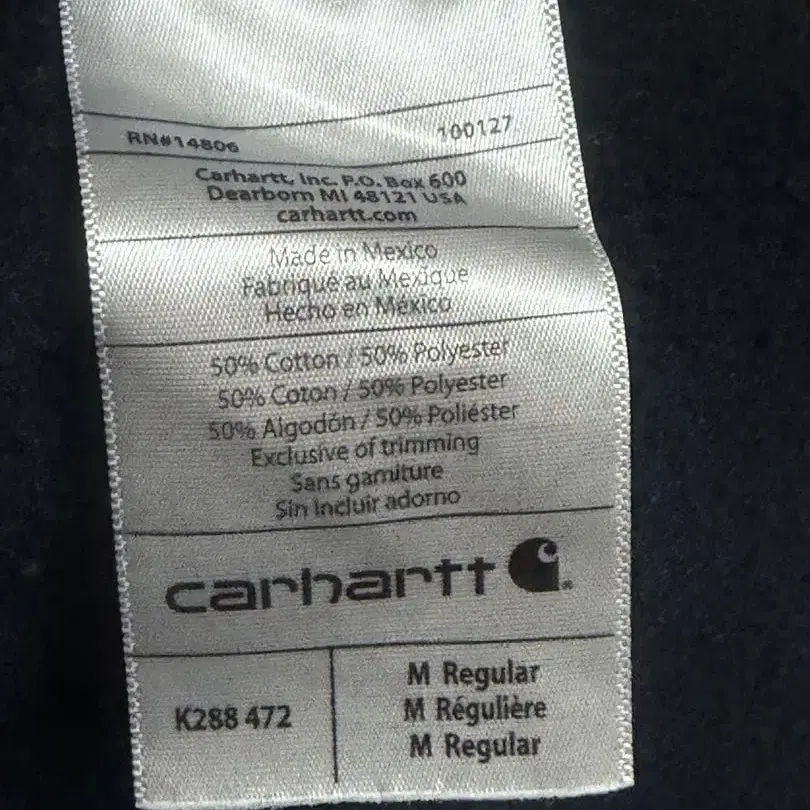 RN#14806 100127
Carhartt, Inc. P.O. Box 600
Dearborn MI 48121 USA
carhartt.com
Made in Mexico
Fabriqué au Mexique
Hecho en México
50% Cotton / 50% Polyester
50% Coton / 50% Polyester
50% Algodón / 50% Poliéster
Exclusive of trimming
Sans garniture
Sin incluir adorno
carhartt
K288 472
M Regular
M Régulière
M Regular